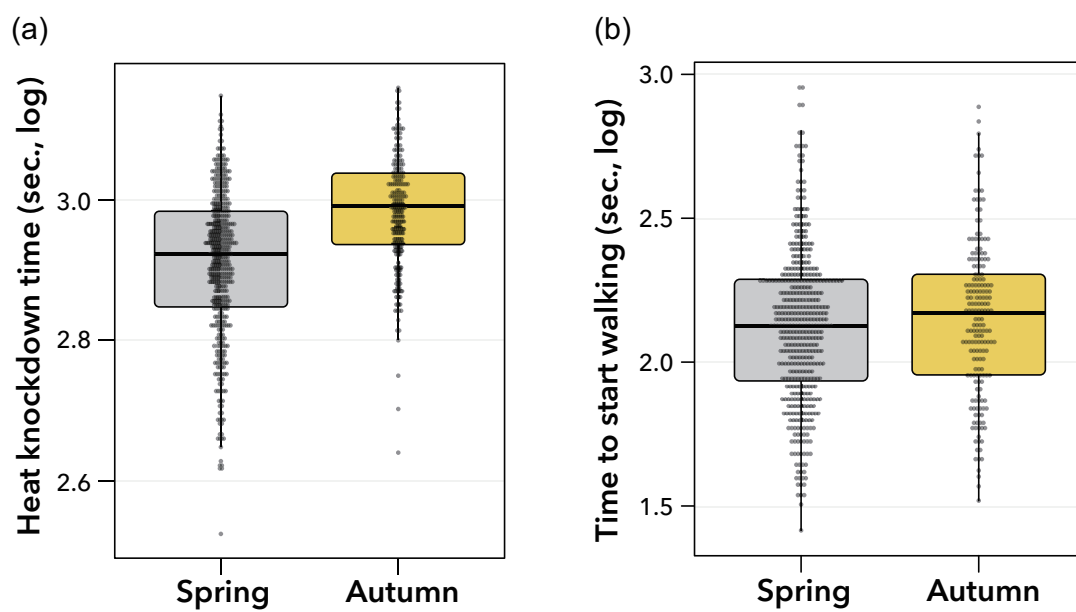 (a)
Heat knockdown time (sec., log)
3.0
2.8
2.6
Spring
Autumn
(b)
Time to start walking (sec., log)
3.0
2.5
2.0
1.5
Spring
Autumn